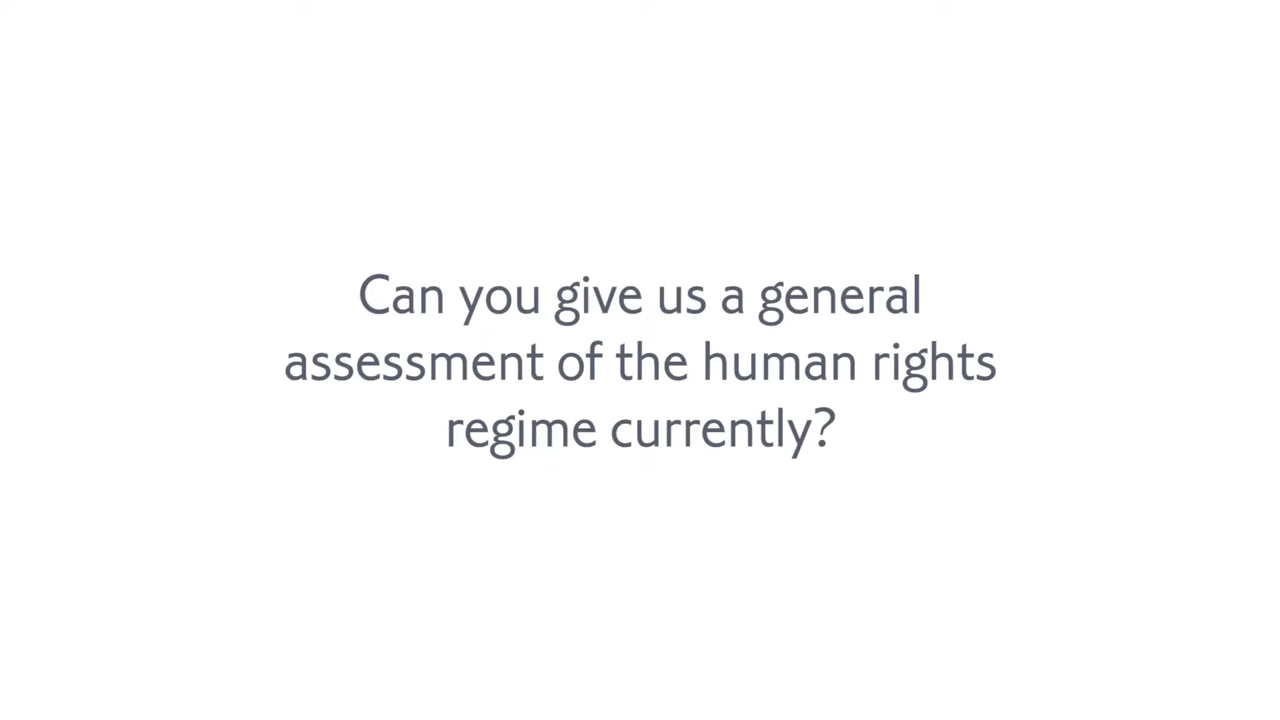 Can you give us a general
assessment of the human rights
regime currently?